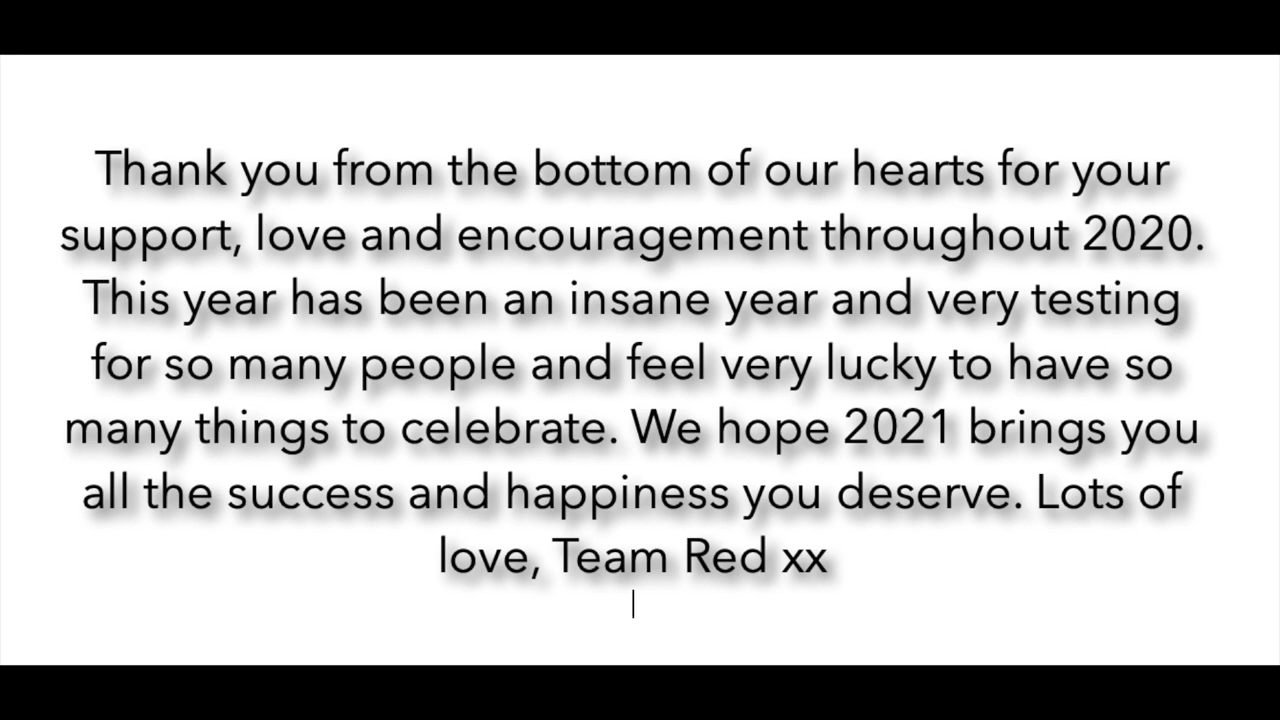 Thank you from the bottom of our hearts for your
support, love and encouragement throughout 2020.
This year has been an insane year and very testing
for so many people and feel very lucky to have so
many things to celebrate. We hope 2021 brings you
all the success and happiness you deserve. Lots of
love, Team Red xx